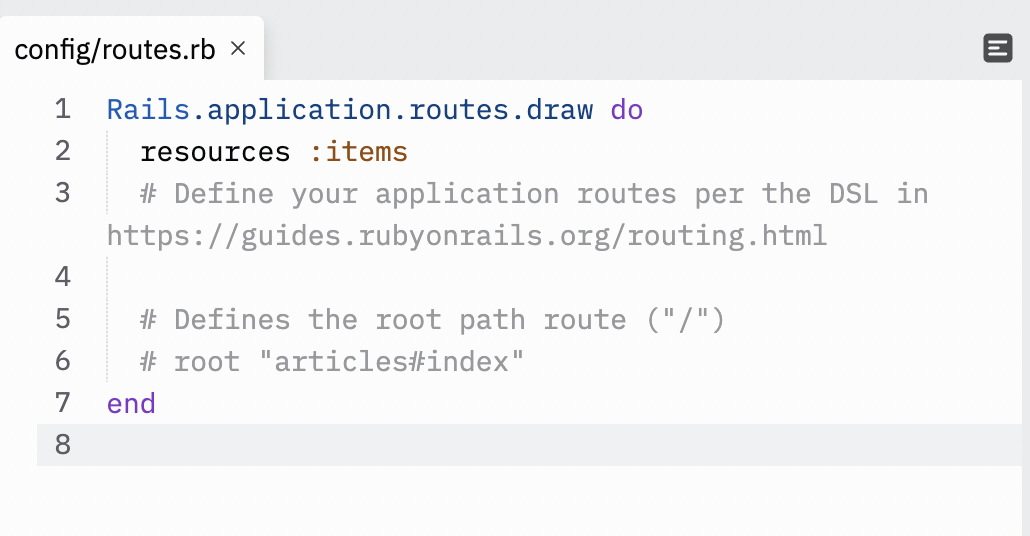 config/routes.rb ×
1 Rails.application.routes.draw do
2   resources :items
3   # Define your application routes per the DSL in
https://guides.rubyonrails.org/routing.html
4
5   # Defines the root path route ("/")
6   # root "articles#index"
7 end
8